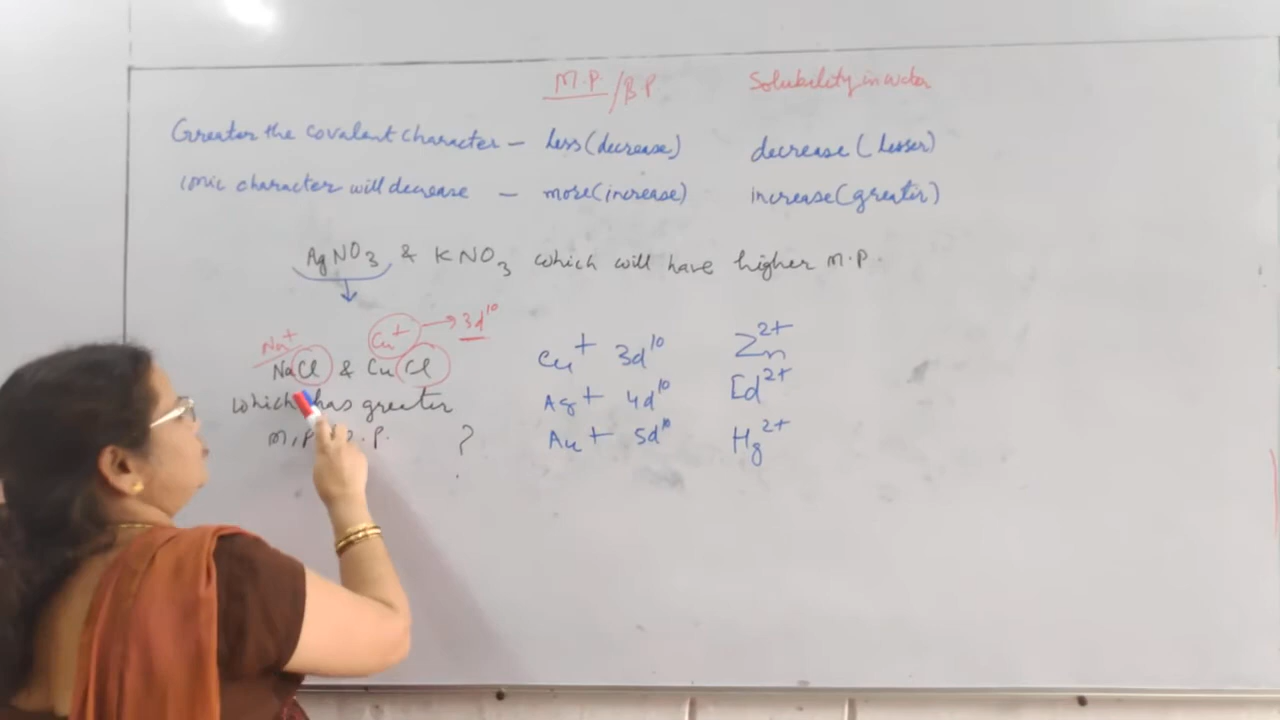 M.P. / B P Solubility in water
Greater the covalent character – less (decrease) decrease (lesser)
ionic character will decrease – more (increase) increase (greater)
AgNO3 & KNO3 which will have higher M.P.
Na+ Cu+ → 3d10
NaCl & CuCl
which has greater
M.P. P. ?
Cu+ 3d10 Zn2+
Ag+ 4d10 Cd2+
Au+ 5d10 Hg2+